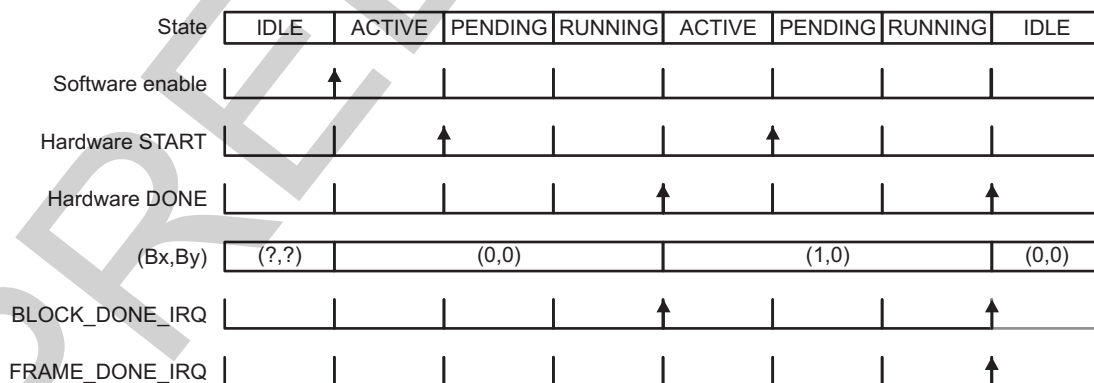 State IDLE ACTIVE PENDING RUNNING ACTIVE PENDING RUNNING IDLE
Software enable
Hardware START
Hardware DONE
(Bx,By) (?,?) (0,0) (1,0) (0,0)
BLOCK_DONE_IRQ
FRAME_DONE_IRQ
PRE